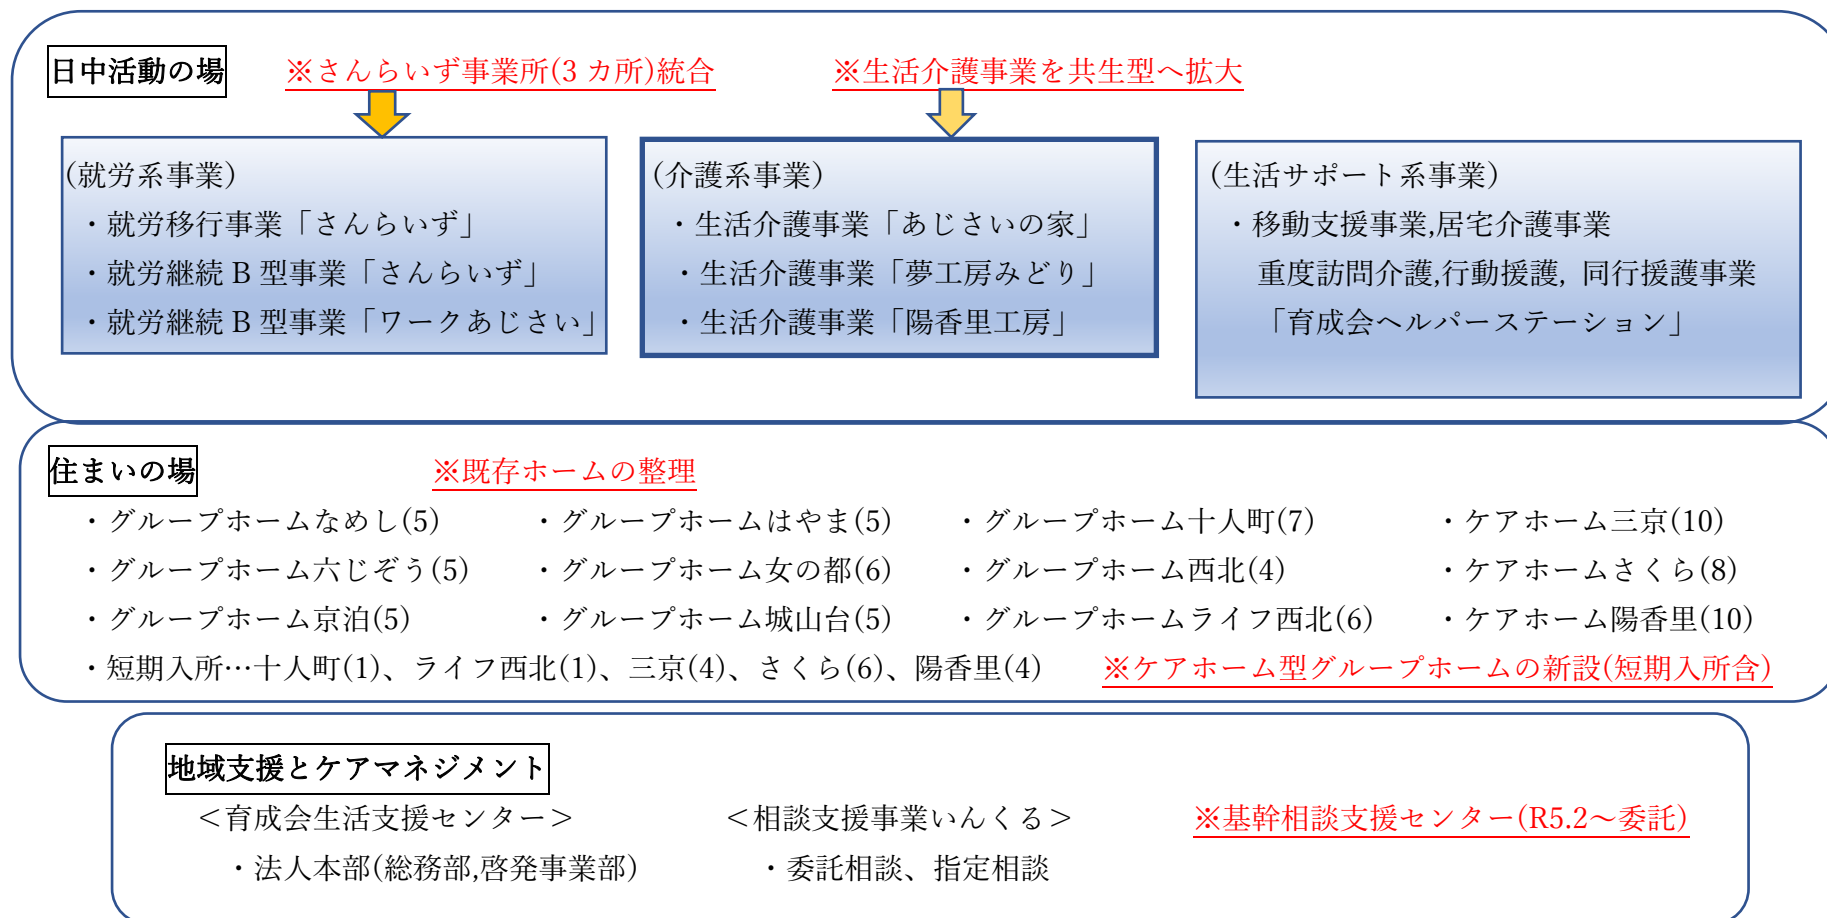 日中活動の場 ※さんらいず事業所(3 カ所)統合 ※生活介護事業を共生型へ拡大
(就労系事業)
・就労移行事業「さんらいず」
・就労継続 B 型事業「さんらいず」
・就労継続 B 型事業「ワークあじさい」
(介護系事業)
・生活介護事業「あじさいの家」
・生活介護事業「夢工房みどり」
・生活介護事業「陽香里工房」
(生活サポート系事業)
・移動支援事業,居宅介護事業
重度訪問介護,行動援護, 同行援護事業
「育成会ヘルパーステーション」
住まいの場 ※既存ホームの整理
・グループホームなめし(5) ・グループホームはやま(5) ・グループホーム十人町(7) ・ケアホーム三京(10)
・グループホーム六じぞう(5) ・グループホーム女の都(6) ・グループホーム西北(4) ・ケアホームさくら(8)
・グループホーム京泊(5) ・グループホーム城山台(5) ・グループホームライフ西北(6) ・ケアホーム陽香里(10)
・短期入所…十人町(1)、ライフ西北(1)、三京(4)、さくら(6)、陽香里(4) ※ケアホーム型グループホームの新設(短期入所含)
地域支援とケアマネジメント
＜育成会生活支援センター＞ ＜相談支援事業いんくる＞ ※基幹相談支援センター(R5.2～委託)
・法人本部(総務部,啓発事業部) ・委託相談、指定相談